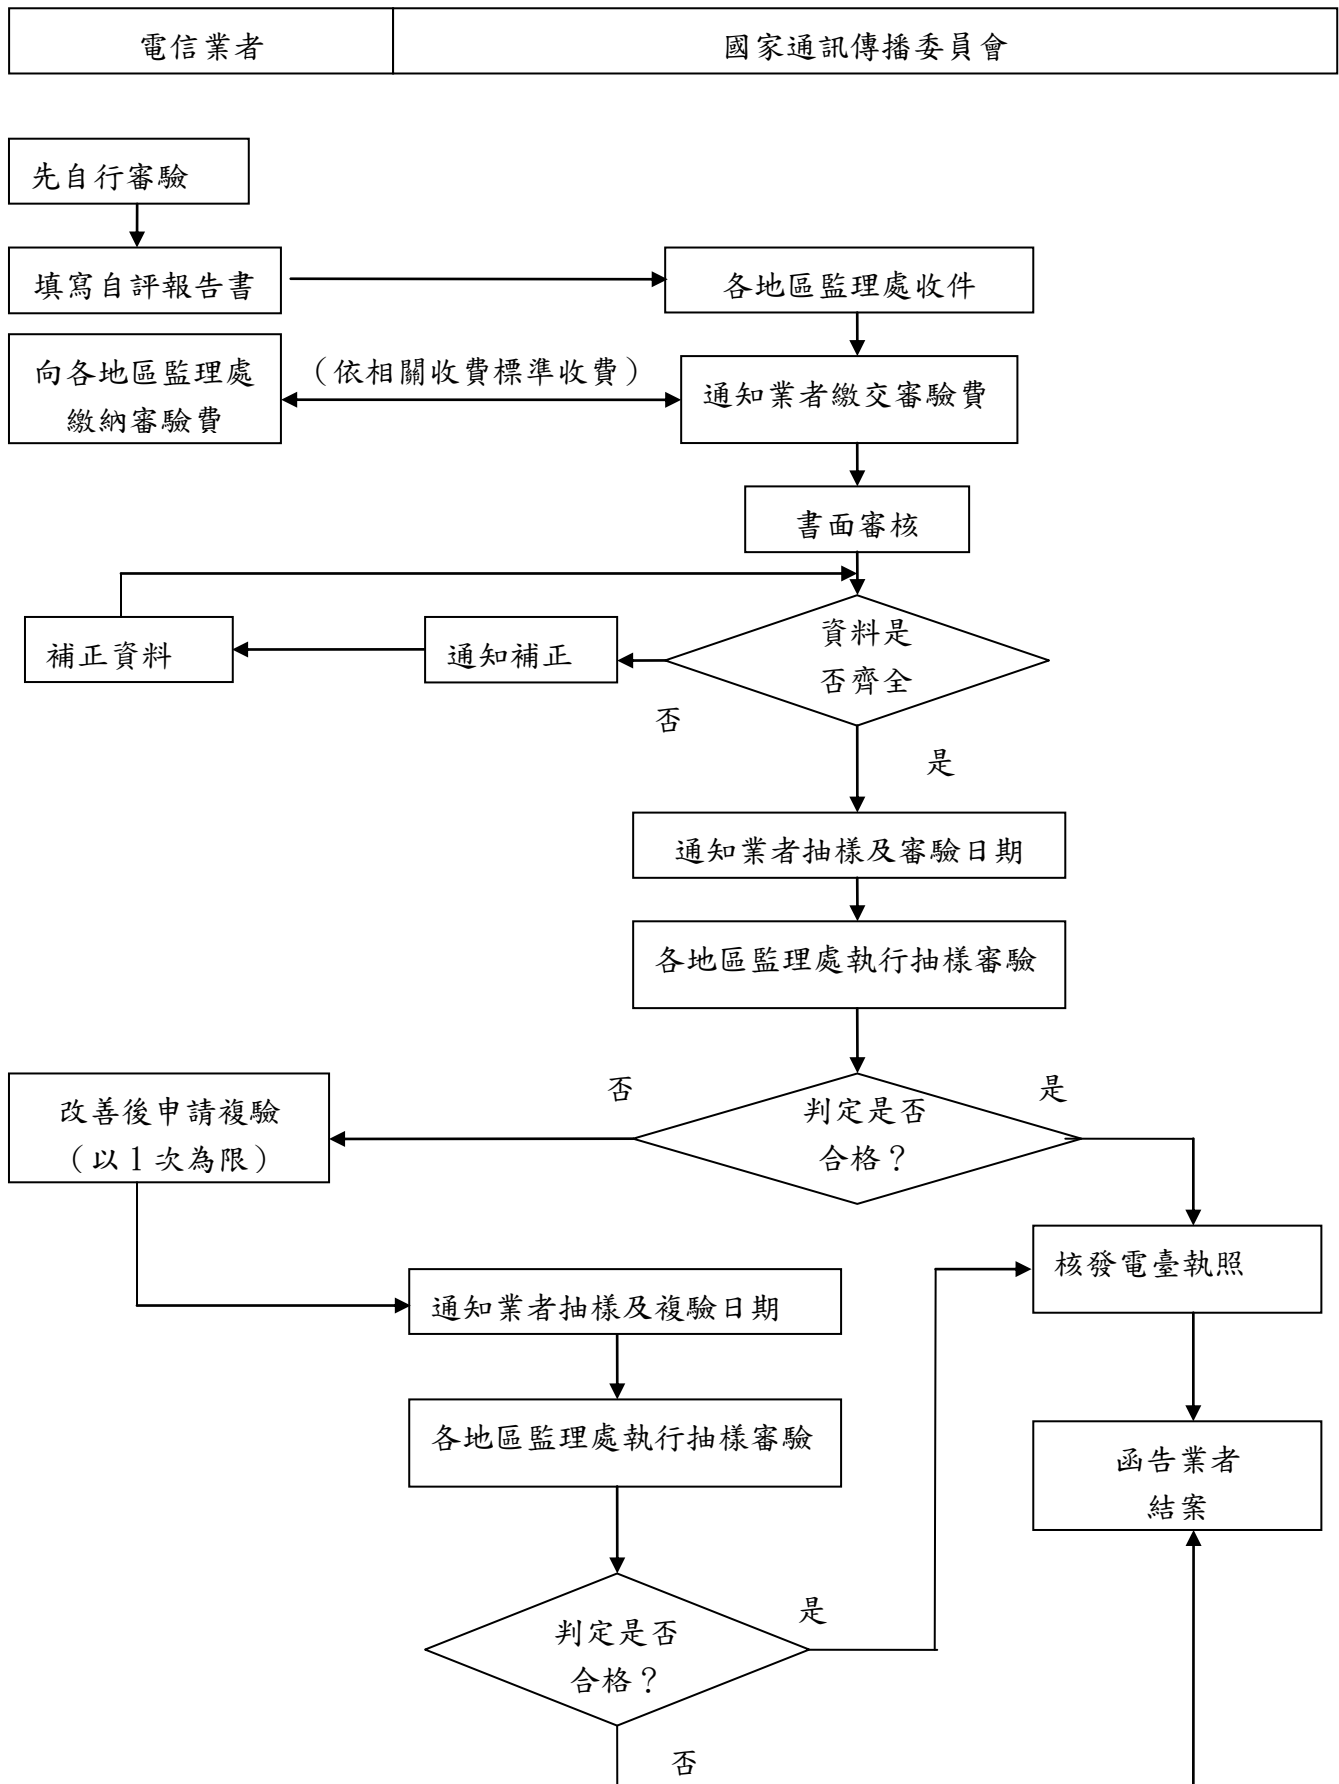 電信業者
國家通訊傳播委員會
先自行審驗
填寫自評報告書
各地區監理處收件
向各地區監理處
繳納審驗費
（依相關收費標準收費）
通知業者繳交審驗費
書面審核
補正資料
通知補正
資料是
否齊全
否
是
通知業者抽樣及審驗日期
各地區監理處執行抽樣審驗
改善後申請複驗
（以1次為限）
否
判定是否
合格？
是
核發電臺執照
通知業者抽樣及複驗日期
各地區監理處執行抽樣審驗
函告業者
結案
判定是否
合格？
是
否